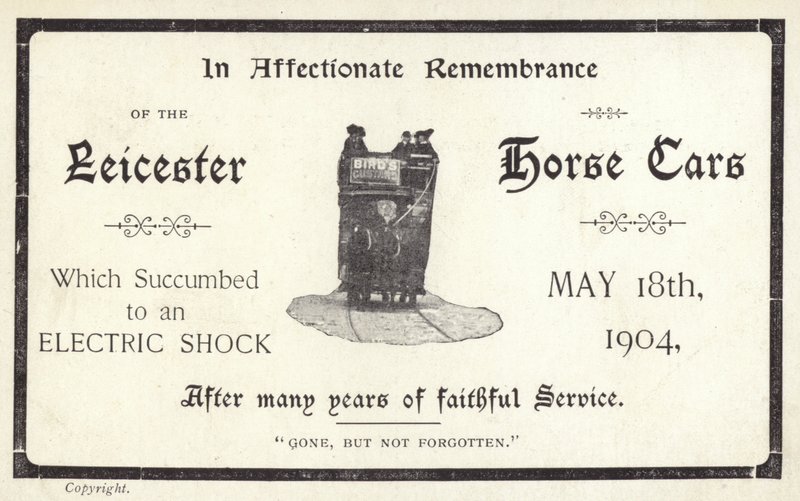 In Affectionate Remembrance
OF THE
Leicester Horse Cars
BIRD'S
CUSTARD
Which Succumbed
to an
ELECTRIC SHOCK
MAY 18th,
1904,
After many years of faithful Service.
"GONE, BUT NOT FORGOTTEN."
Copyright.